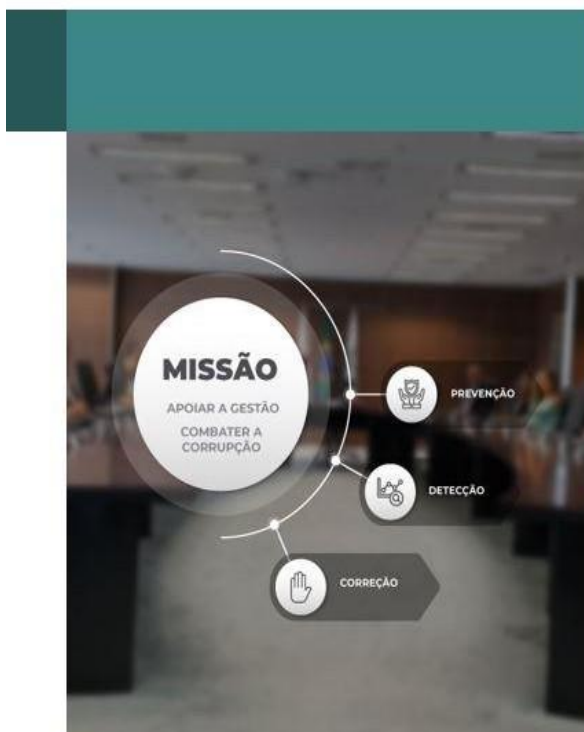 MISSÃO
APOIAR A GESTÃO
COMBATER A
CORRUPÇÃO
PREVENÇÃO
DETECÇÃO
CORREÇÃO